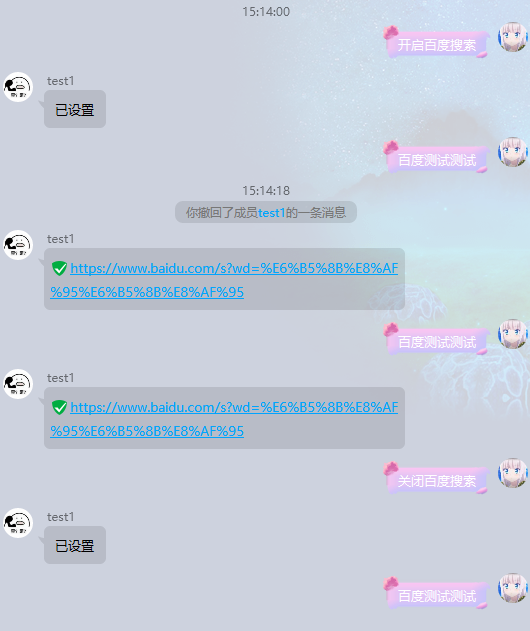 15:14:00
开启百度搜索
test1
已设置
百度测试测试
15:14:18
你撤回了成员test1的一条消息
test1
https://www.baidu.com/s?wd=%E6%B5%8B%E8%AF
%95%E6%B5%8B%E8%AF%95
百度测试测试
test1
https://www.baidu.com/s?wd=%E6%B5%8B%E8%AF
%95%E6%B5%8B%E8%AF%95
关闭百度搜索
test1
已设置
百度测试测试